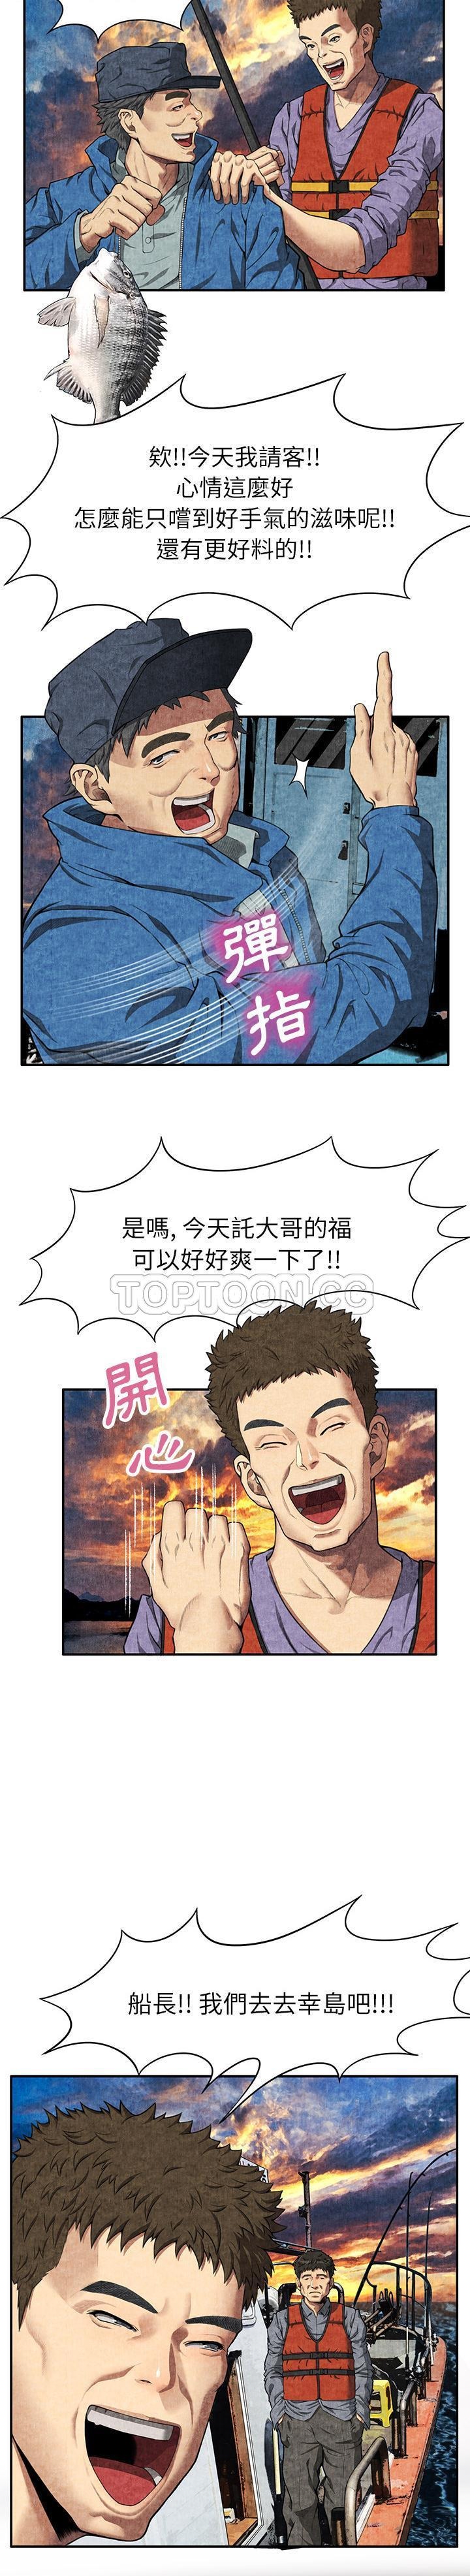 欸!!今天我請客!!
心情這麼好
怎麼能只嚐到好手氣的滋味呢!!
還有更好料的!!
彈
指
是嗎, 今天託大哥的福
可以好好爽一下了!!
TOPTOON.CC
開
心
船長!! 我們去去幸島吧!!!